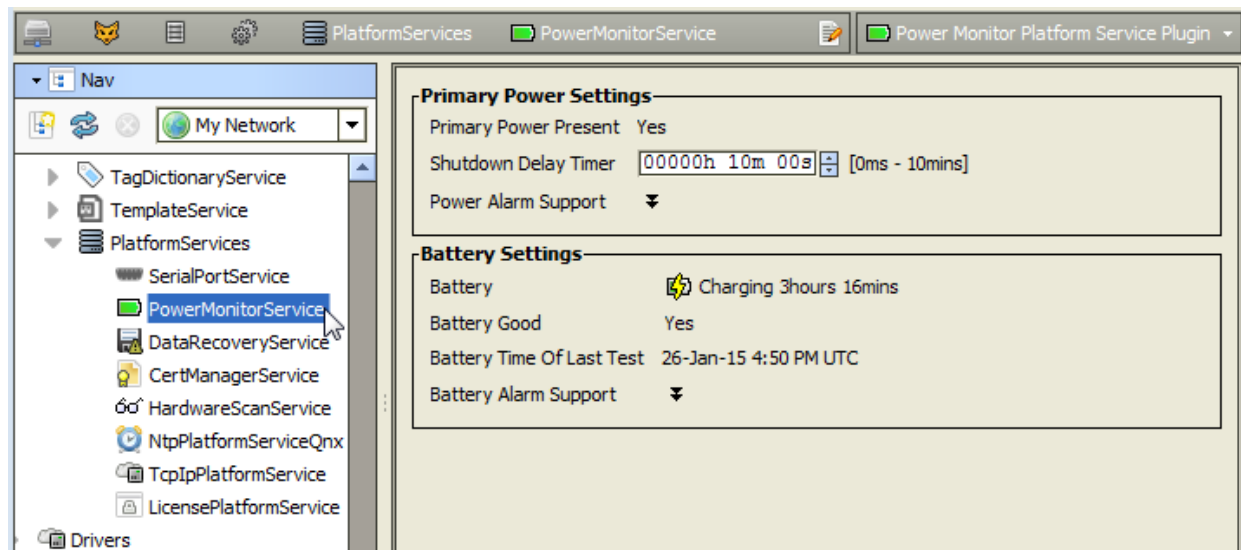 PlatformServices PowerMonitorService Power Monitor Platform Service Plugin
Nav
My Network
TagDictionaryService
TemplateService
PlatformServices
SerialPortService
PowerMonitorService
DataRecoveryService
CertManagerService
HardwareScanService
NtpPlatformServiceQnx
TcpIpPlatformService
LicensePlatformService
Drivers
Primary Power Settings
Primary Power Present Yes
Shutdown Delay Timer 00000h 10m 00s [0ms - 10mins]
Power Alarm Support
Battery Settings
Battery Charging 3hours 16mins
Battery Good Yes
Battery Time Of Last Test 26-Jan-15 4:50 PM UTC
Battery Alarm Support